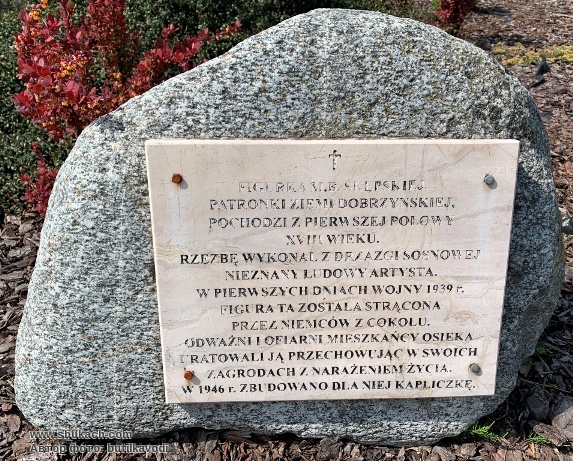 FIGURKA M.B. SKĘPSKIEJ,
PATRONKI ZIEMI DOBRZYŃSKIEJ,
POCHODZI Z PIERWSZEJ POŁOWY
XVIII WIEKU.
RZEŹBĘ WYKONAŁ Z DRZAZGI SOSNOWEJ
NIEZNANY LUDOWY ARTYSTA.
W PIERWSZYCH DNIACH WOJNY 1939 r.
FIGURA TA ZOSTAŁA STRĄCONA
PRZEZ NIEMCÓW Z COKOŁU.
ODWAŻNI I OFIARNI MIESZKAŃCY OSIEKA
URATOWALI JĄ PRZECHOWUJĄC W SWOICH
ZAGRODACH Z NARAŻENIEM ŻYCIA.
W 1946 r. ZBUDOWANO DLA NIEJ KAPLICZKĘ.
www.shukach.com
Автор фото: butilkavodi